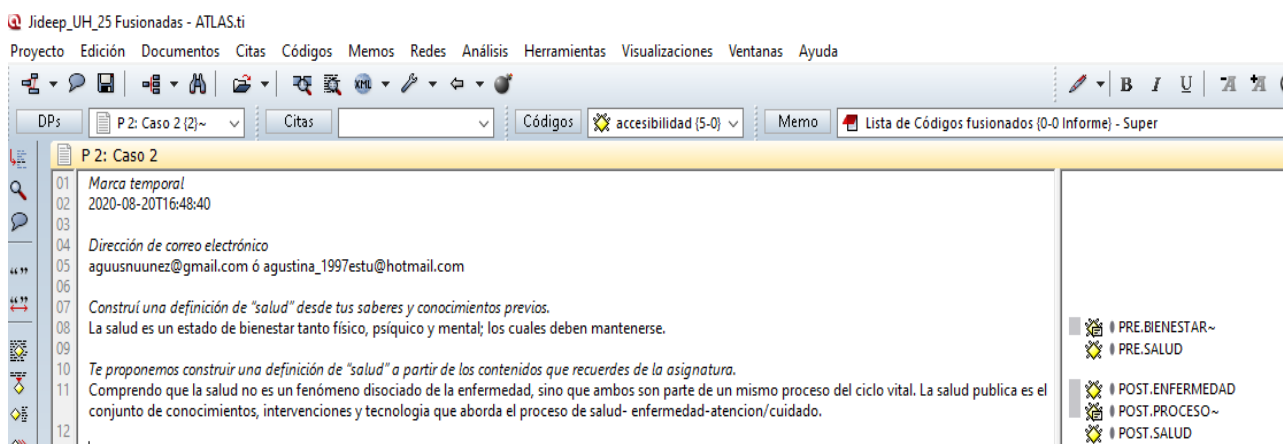 Jideep_UH_25 Fusionadas - ATLAS.ti
Proyecto Edición Documentos Citas Códigos Memos Redes Análisis Herramientas Visualizaciones Ventanas Ayuda
XML B I U A A
DPs P 2: Caso 2 {2}~ Citas Códigos accesibilidad {5-0} Memo Lista de Códigos fusionados {0-0 Informe} - Super
P 2: Caso 2
01 Marca temporal
02 2020-08-20T16:48:40
03
04 Dirección de correo electrónico
05 aguusnuunez@gmail.com ó agustina_1997estu@hotmail.com
06
07 Construí una definición de "salud" desde tus saberes y conocimientos previos.
08 La salud es un estado de bienestar tanto físico, psíquico y mental; los cuales deben mantenerse.
PRE.BIENESTAR~
09
PRE.SALUD
10 Te proponemos construir una definición de "salud" a partir de los contenidos que recuerdes de la asignatura.
11 Comprendo que la salud no es un fenómeno disociado de la enfermedad, sino que ambos son parte de un mismo proceso del ciclo vital. La salud publica es el
POST.ENFERMEDAD
conjunto de conocimientos, intervenciones y tecnologia que aborda el proceso de salud- enfermedad-atencion/cuidado.
POST.PROCESO~
12
POST.SALUD